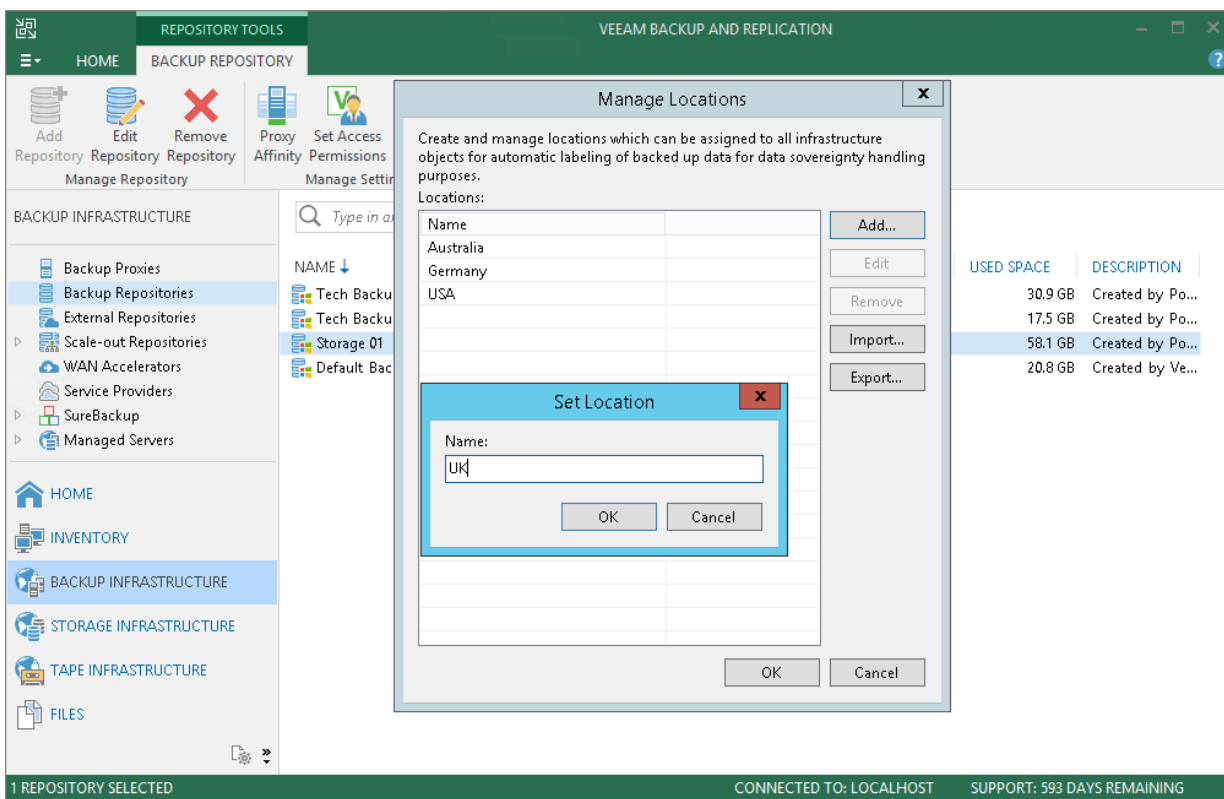 REPOSITORY TOOLS
VEEAM BACKUP AND REPLICATION
HOME
BACKUP REPOSITORY
?
Add Repository
Edit Repository
Remove Repository
Manage Repository
Proxy Affinity
Set Access Permissions
Manage Settin
BACKUP INFRASTRUCTURE
Backup Proxies
Backup Repositories
External Repositories
Scale-out Repositories
WAN Accelerators
Service Providers
SureBackup
Managed Servers
HOME
INVENTORY
BACKUP INFRASTRUCTURE
STORAGE INFRASTRUCTURE
TAPE INFRASTRUCTURE
FILES
Type in a
NAME
USED SPACE
DESCRIPTION
Tech Backu
30.9 GB
Created by Po...
Tech Backu
17.5 GB
Created by Po...
Storage 01
58.1 GB
Created by Po...
Default Bac
20.8 GB
Created by Ve...
Manage Locations
x
Create and manage locations which can be assigned to all infrastructure
objects for automatic labeling of backed up data for data sovereignty handling
purposes.
Locations:
Name
Australia
Germany
USA
Add...
Edit
Remove
Import...
Export...
Set Location
x
Name:
UK
OK
Cancel
OK
Cancel
1 REPOSITORY SELECTED
CONNECTED TO: LOCALHOST
SUPPORT: 593 DAYS REMAINING